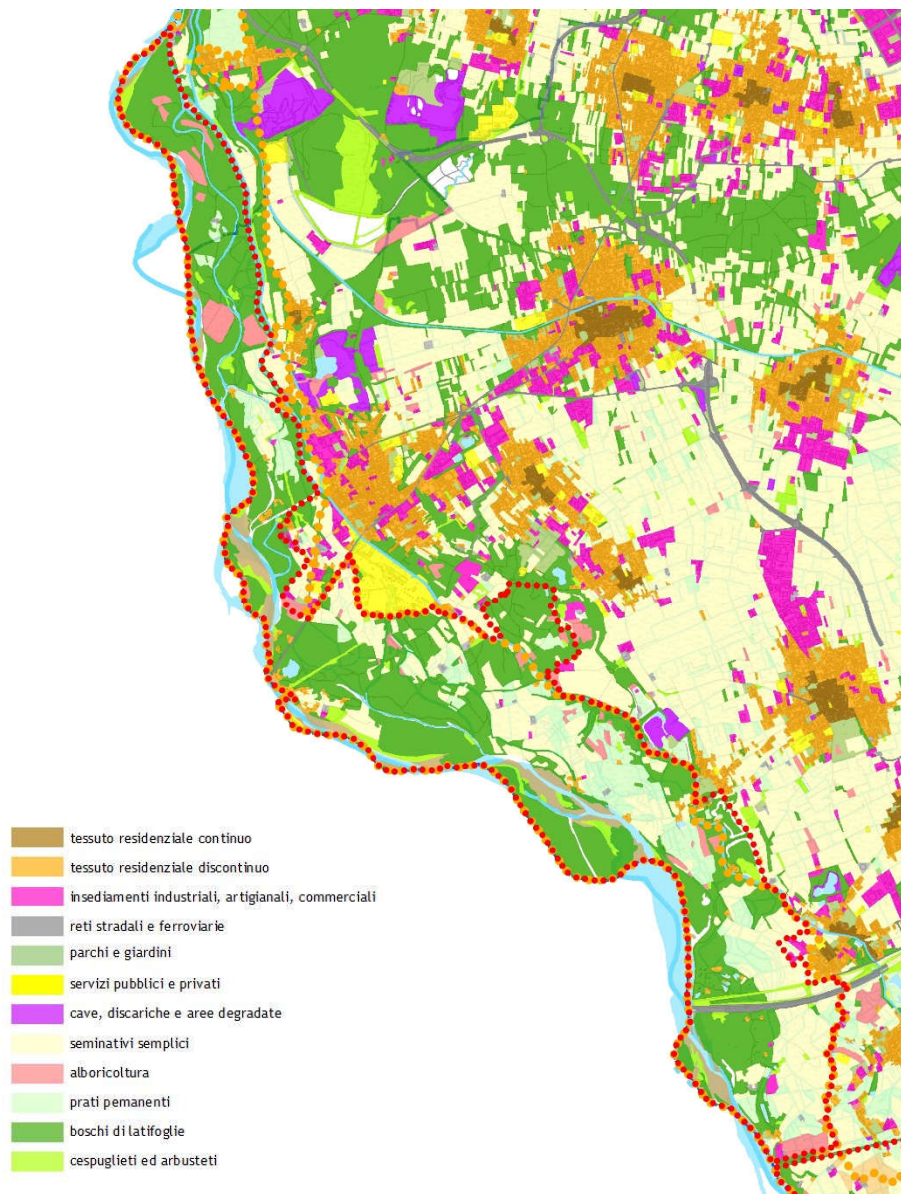 tessuto residenziale continuo
tessuto residenziale discontinuo
insediamenti industriali, artigianali, commerciali
reti stradali e ferroviarie
parchi e giardini
servizi pubblici e privati
cave, discariche e aree degradate
seminativi semplici
alboricoltura
prati pemanenti
boschi di latifoglie
cespuglieti ed arbusteti